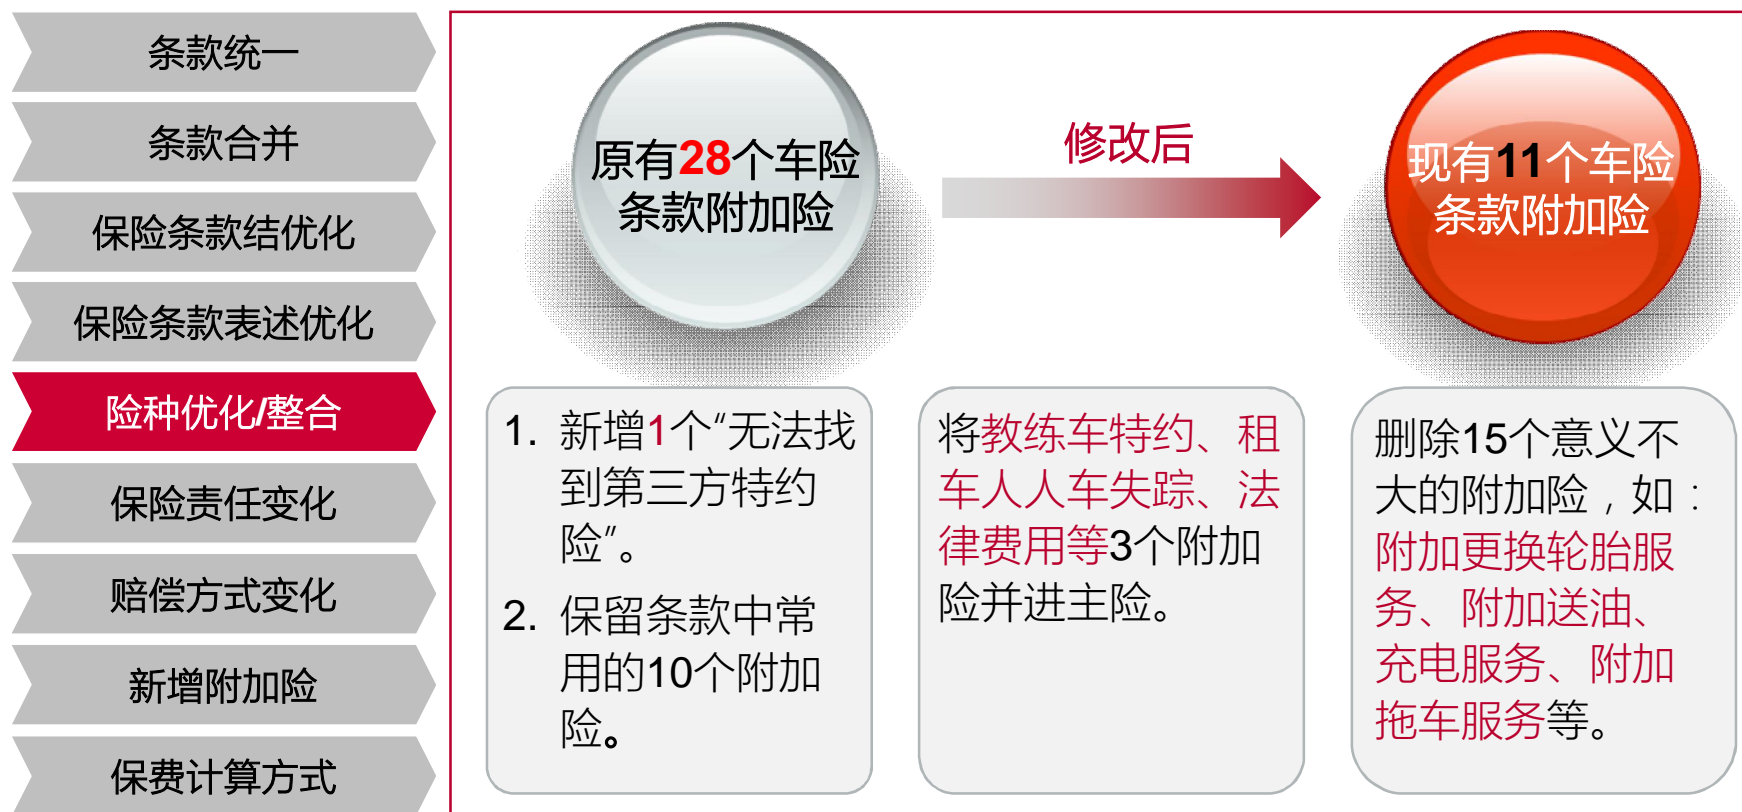 条款统一
条款合并
保险条款结优化
保险条款表述优化
险种优化/整合
保险责任变化
赔偿方式变化
新增附加险
保费计算方式
原有28个车险
条款附加险
修改后
现有11个车险
条款附加险
1. 新增1个“无法找
到第三方特约
险”。
2. 保留条款中常
用的10个附加
险。
将教练车特约、租
车人人车失踪、法
律费用等3个附加
险并进主险。
删除15个意义不
大的附加险，如：
附加更换轮胎服
务、附加送油、
充电服务、附加
拖车服务等。